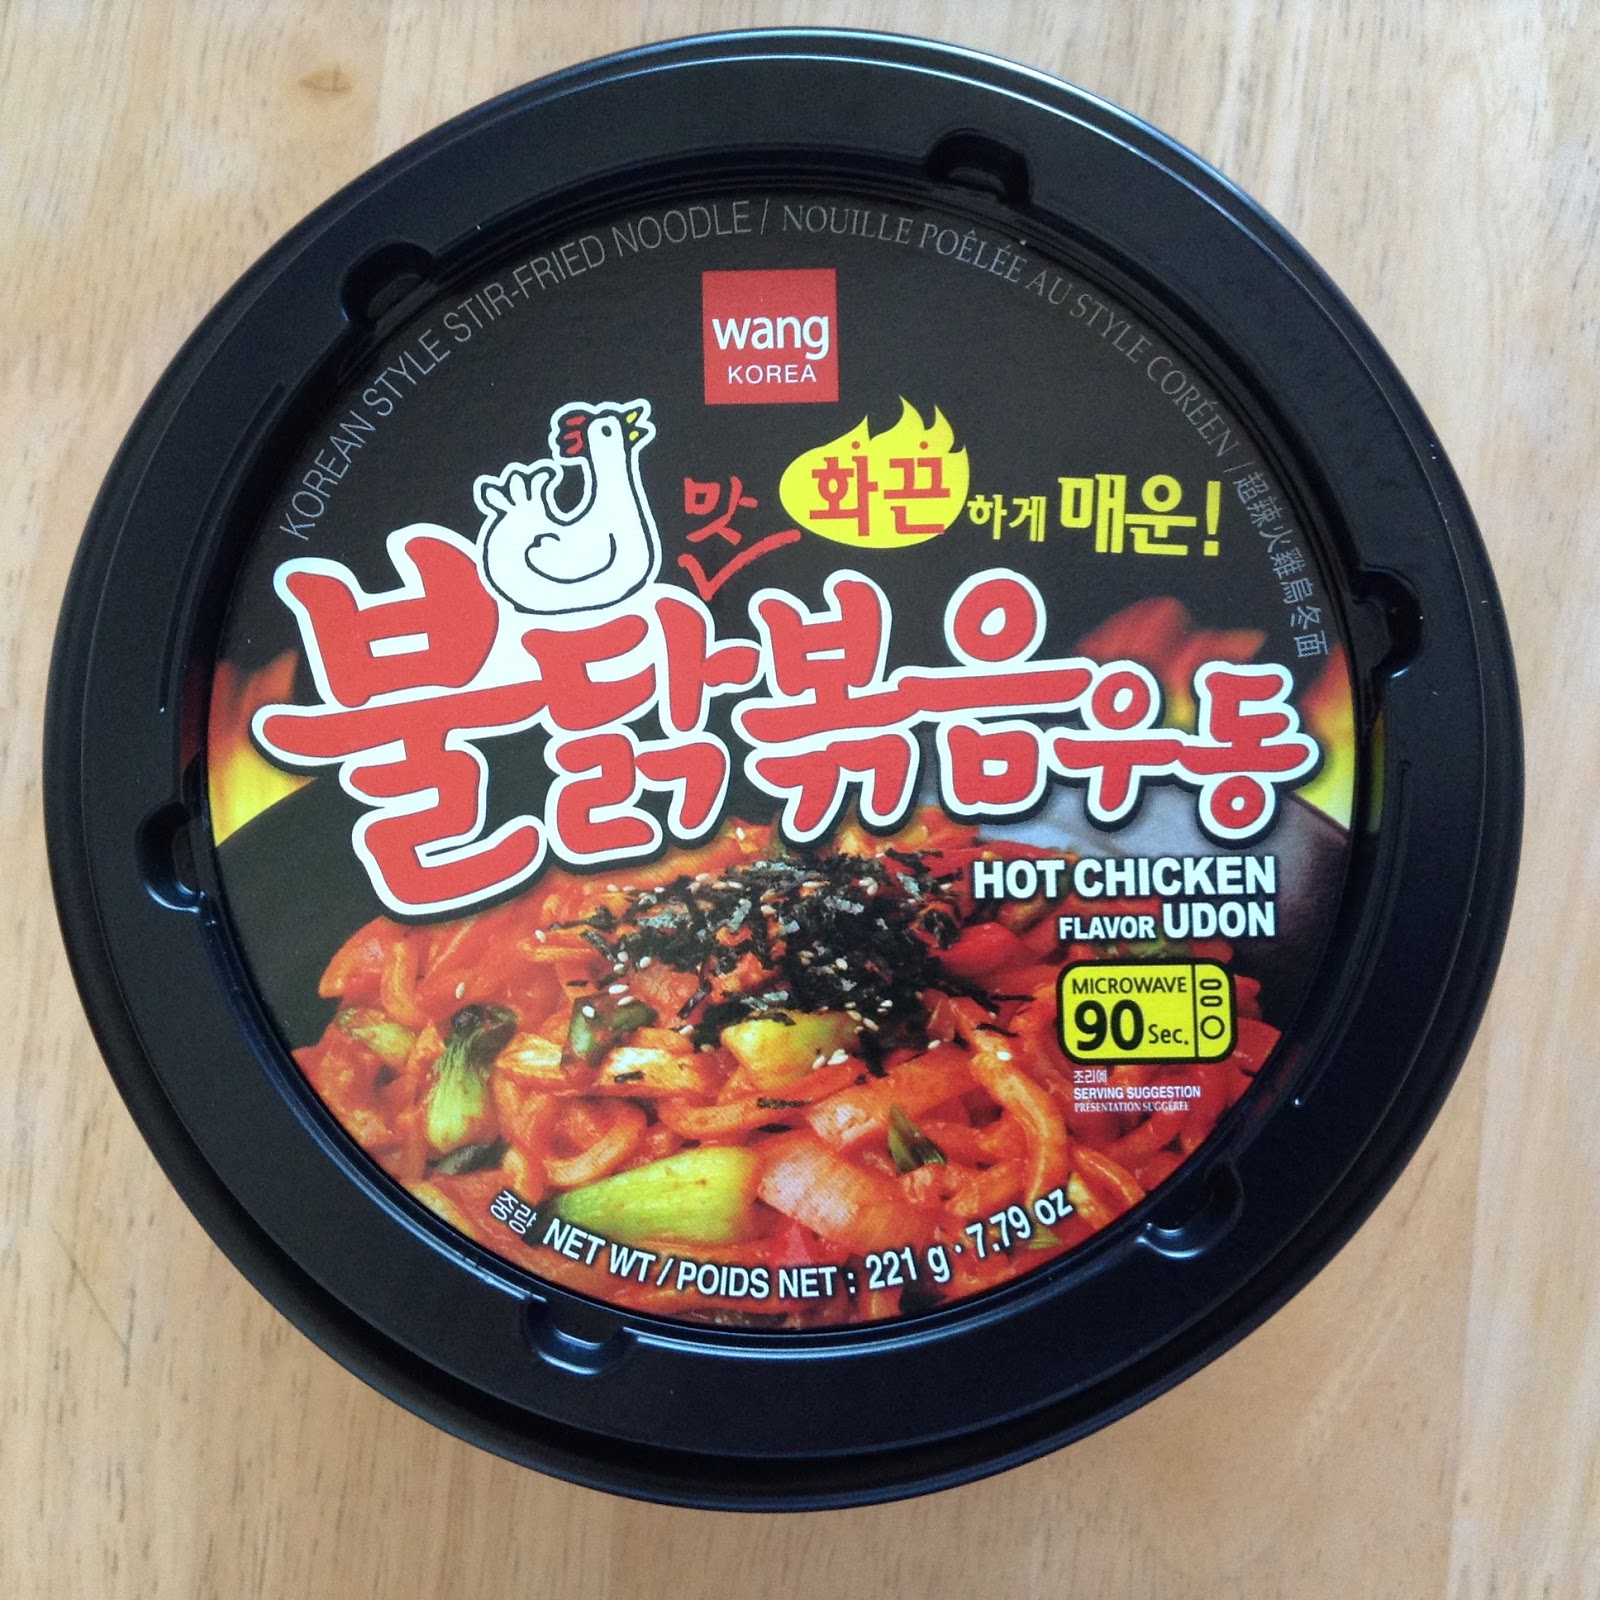 KOREAN STYLE STIR-FRIED NOODLE / NOUILLE POÊLÉE AU STYLE CORÉEN / 超辣火雞烏冬面
wang
KOREA
화끈하게 매운!
맛
불닭볶음우동
HOT CHICKEN
FLAVOR UDON
MICROWAVE
90 Sec.
조리예
SERVING SUGGESTION
PRÉSENTATION SUGGÉRÉE
중량 NET WT / POIDS NET : 221 g · 7.79 oz